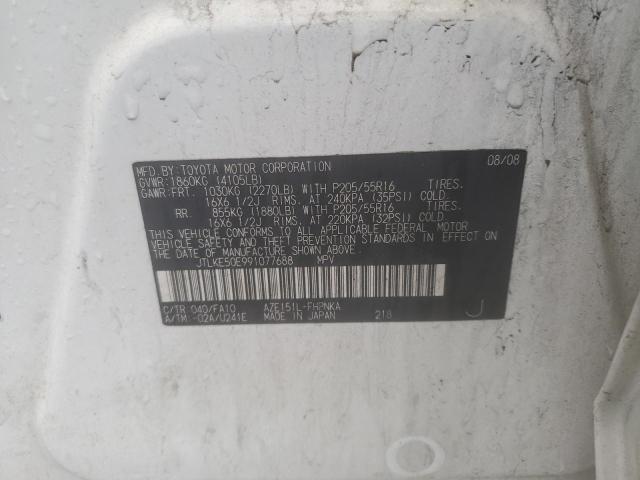 MFD.BY:TOYOTA MOTOR CORPORATION 08/08
GVWR:1860KG (4105LB)
GAWR:FRT. 1030KG (2270LB) WITH P205/55R16 TIRES.
16X6 1/2J RIMS. AT 240KPA (35PSI) COLD.
RR. 855KG (1880LB) WITH P205/55R16 TIRES.
16X6 1/2J RIMS. AT 220KPA (32PSI) COLD.
THIS VEHICLE CONFORMS TO ALL APPLICABLE FEDERAL MOTOR
VEHICLE SAFETY AND THEFT PREVENTION STANDARDS IN EFFECT
ON THE DATE OF MANUFACTURE SHOWN ABOVE.
JTLKE50E991077688 MPV
C/TR:040/FA10 AZE151L-FHPNKA
A/TM:-02A/U241E MADE IN JAPAN 218 J